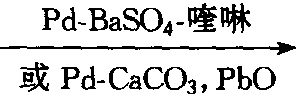 Pd-BaSO₄-喹啉
或 Pd-CaCO₃, PbO